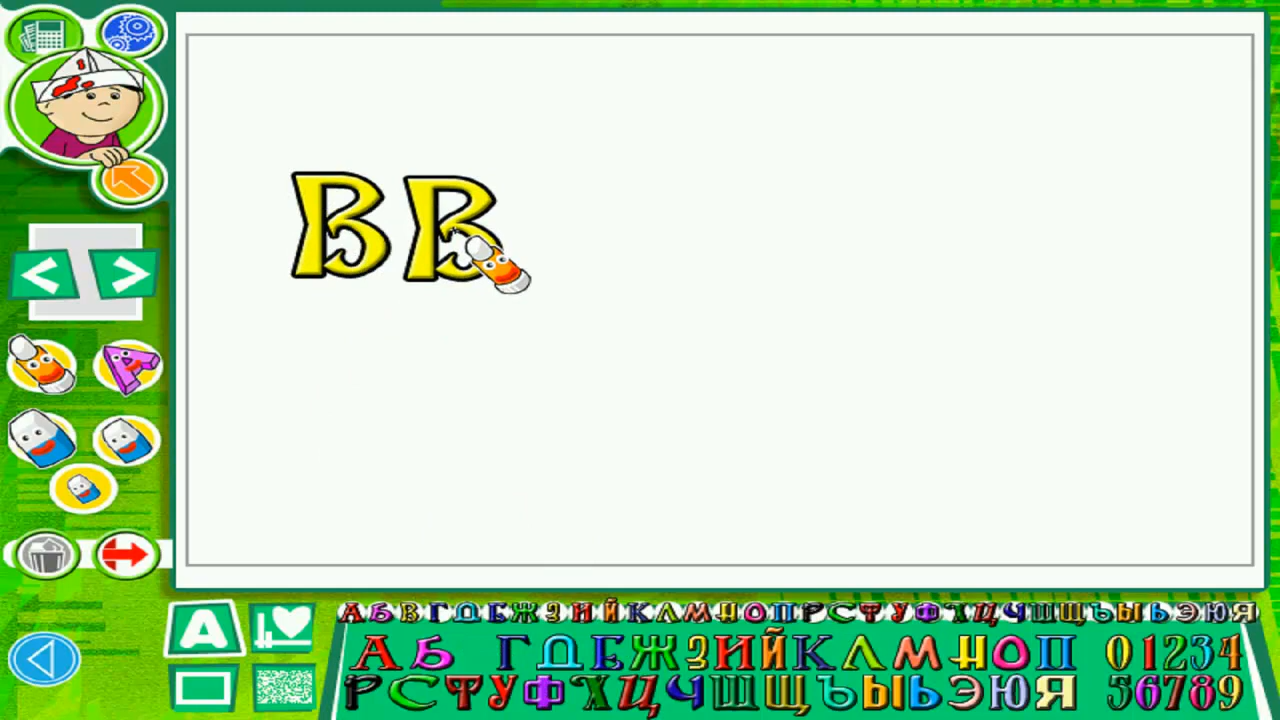 ВВ
А
А
АБВГДЕЖЗИЙКЛМНОПРСТУФХЦЧШЩЪЫЬЭЮЯ
АБ ГДЕЖЗИЙКЛМНОП 01234
РСТУФХЦЧШЩЪЫЬЭЮЯ 56789